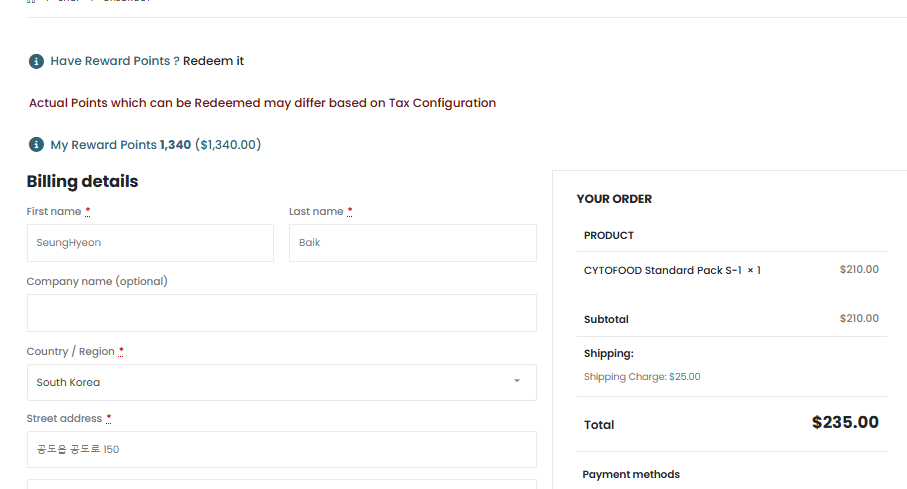 Have Reward Points ? Redeem it
Actual Points which can be Redeemed may differ based on Tax Configuration
My Reward Points 1,340 ($1,340.00)
Billing details
First name *
Last name *
SeungHyeon
Baik
Company name (optional)
Country / Region *
South Korea
Street address *
공도읍 공도로 150
YOUR ORDER
PRODUCT
CYTOFOOD Standard Pack S-1 × 1 $210.00
Subtotal $210.00
Shipping:
Shipping Charge: $25.00
Total $235.00
Payment methods